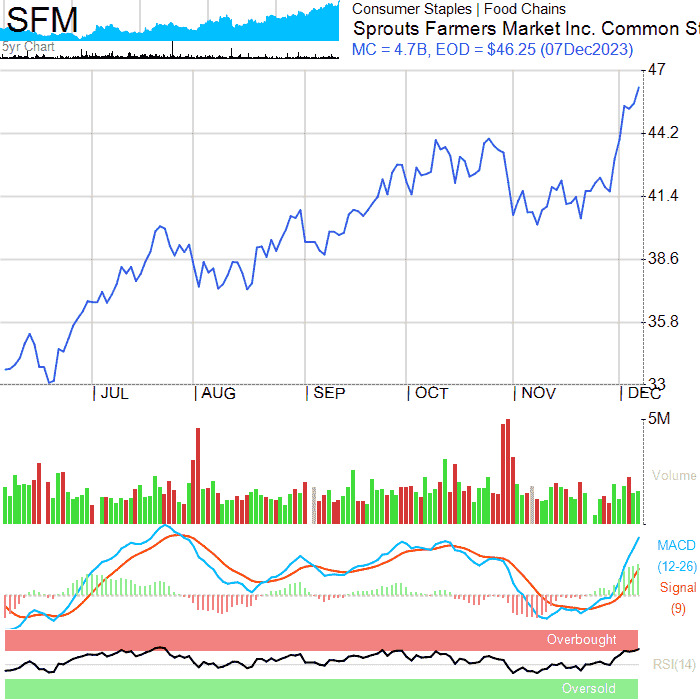 SFM
5yr Chart
Consumer Staples | Food Chains
Sprouts Farmers Market Inc. Common St
MC = 4.7B, EOD = $46.25 (07Dec2023)
47
44.2
41.4
38.6
35.8
33
JUL AUG SEP OCT NOV DEC
5M
Volume
MACD
(12-26)
Signal
(9)
Overbought
RSI(14)
Oversold